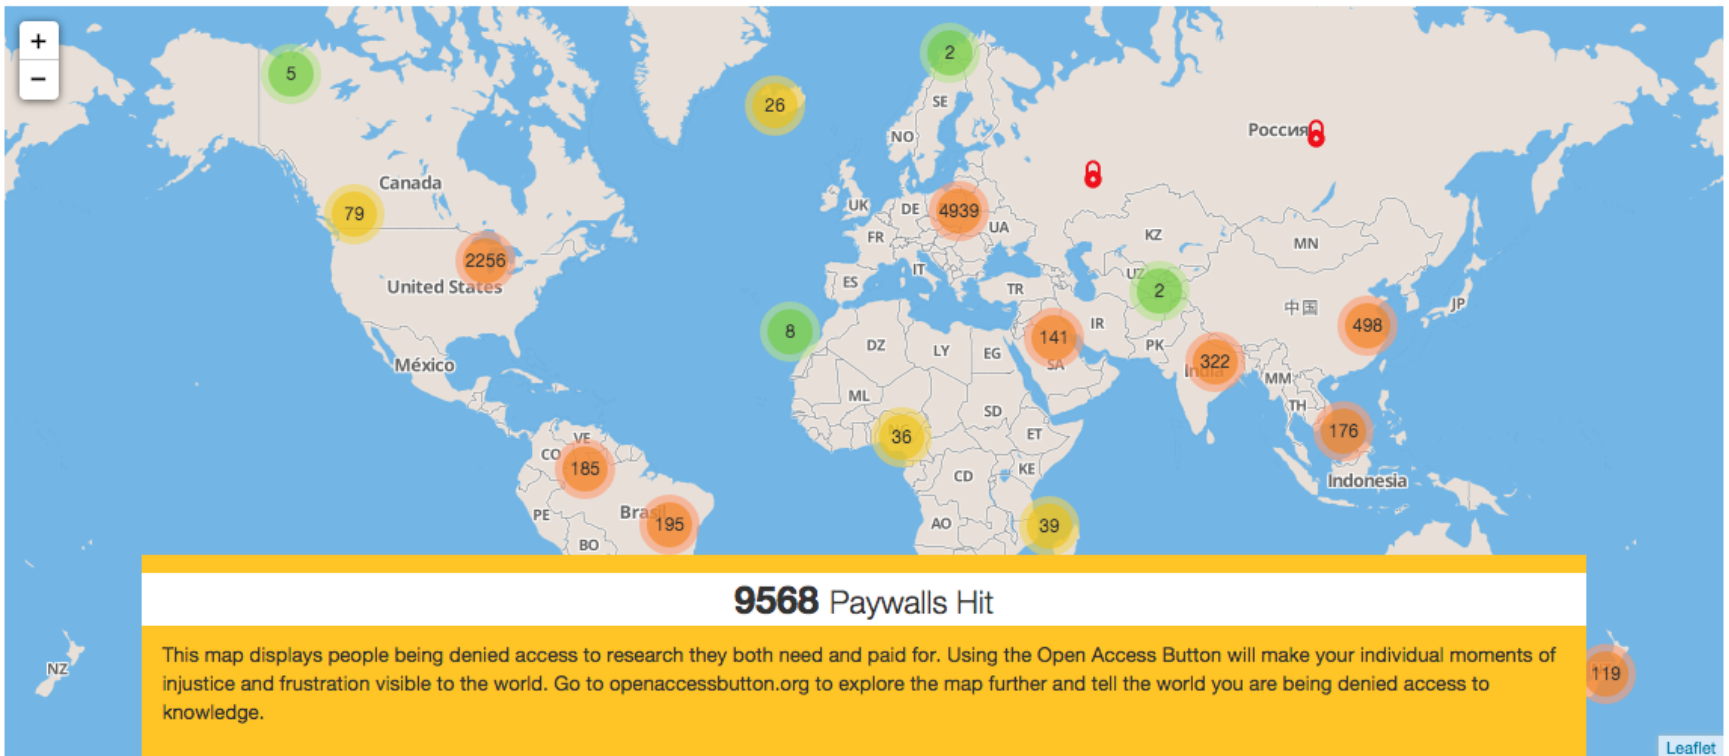 +
−
5
2
26
SE
NO
Россия
Canada
79
UK
DE
4939
UA
FR
KZ
MN
2256
IT
United States
ES
TR
UZ
2
中国
JP
8
141
IR
498
DZ
LY
EG
PK
SA
322
India
México
MM
ML
TH
SD
36
ET
176
VE
CO
185
KE
CD
Indonesia
PE
Brasil
195
AO
39
BO
9568 Paywalls Hit
This map displays people being denied access to research they both need and paid for. Using the Open Access Button will make your individual moments of
injustice and frustration visible to the world. Go to openaccessbutton.org to explore the map further and tell the world you are being denied access to
knowledge.
NZ
119
Leaflet